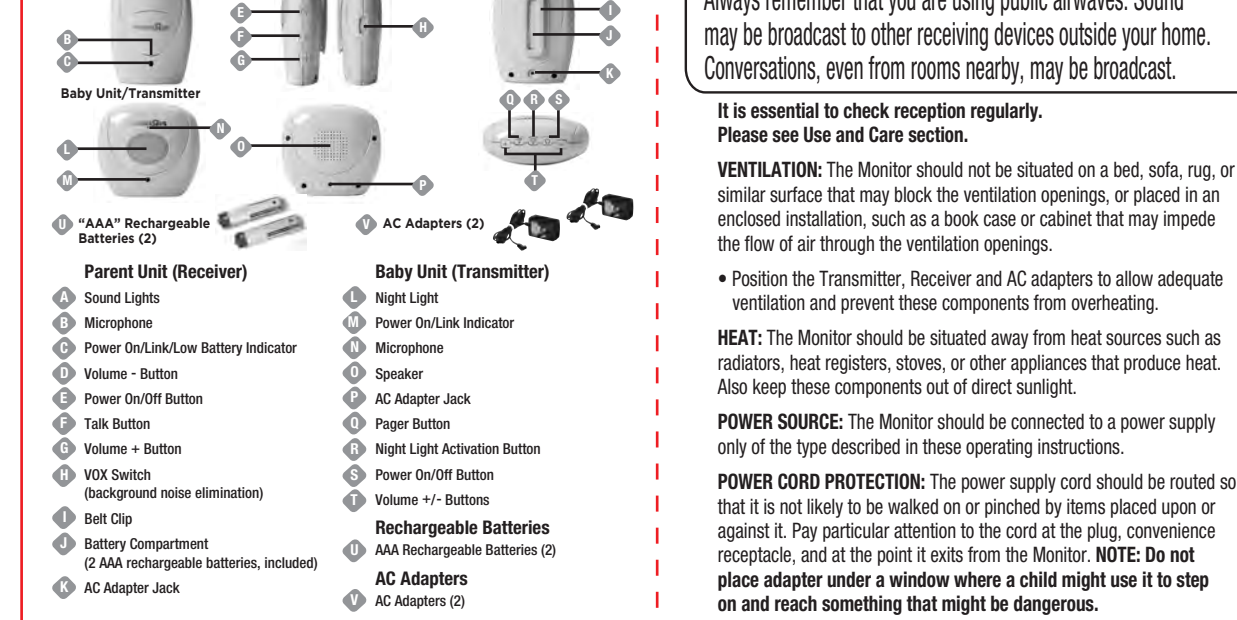 E
F
G
H
I
J
K
B
C
Baby Unit/Transmitter
Q R S
N
L
O
M
P
T
U "AAA" Rechargeable
Batteries (2)
V AC Adapters (2)
Parent Unit (Receiver)
A Sound Lights
B Microphone
C Power On/Link/Low Battery Indicator
D Volume - Button
E Power On/Off Button
F Talk Button
G Volume + Button
H VOX Switch
(background noise elimination)
I Belt Clip
J Battery Compartment
(2 AAA rechargeable batteries, included)
K AC Adapter Jack
Baby Unit (Transmitter)
L Night Light
M Power On/Link Indicator
N Microphone
O Speaker
P AC Adapter Jack
Q Pager Button
R Night Light Activation Button
S Power On/Off Button
T Volume +/- Buttons
Rechargeable Batteries
U AAA Rechargeable Batteries (2)
AC Adapters
V AC Adapters (2)
Always remember that you are using public airwaves. Sound
may be broadcast to other receiving devices outside your home.
Conversations, even from rooms nearby, may be broadcast.
It is essential to check reception regularly.
Please see Use and Care section.
VENTILATION: The Monitor should not be situated on a bed, sofa, rug, or
similar surface that may block the ventilation openings, or placed in an
enclosed installation, such as a book case or cabinet that may impede
the flow of air through the ventilation openings.
• Position the Transmitter, Receiver and AC adapters to allow adequate
ventilation and prevent these components from overheating.
HEAT: The Monitor should be situated away from heat sources such as
radiators, heat registers, stoves, or other appliances that produce heat.
Also keep these components out of direct sunlight.
POWER SOURCE: The Monitor should be connected to a power supply
only of the type described in these operating instructions.
POWER CORD PROTECTION: The power supply cord should be routed so
that it is not likely to be walked on or pinched by items placed upon or
against it. Pay particular attention to the cord at the plug, convenience
receptacle, and at the point it exits from the Monitor. NOTE: Do not
place adapter under a window where a child might use it to step
on and reach something that might be dangerous.